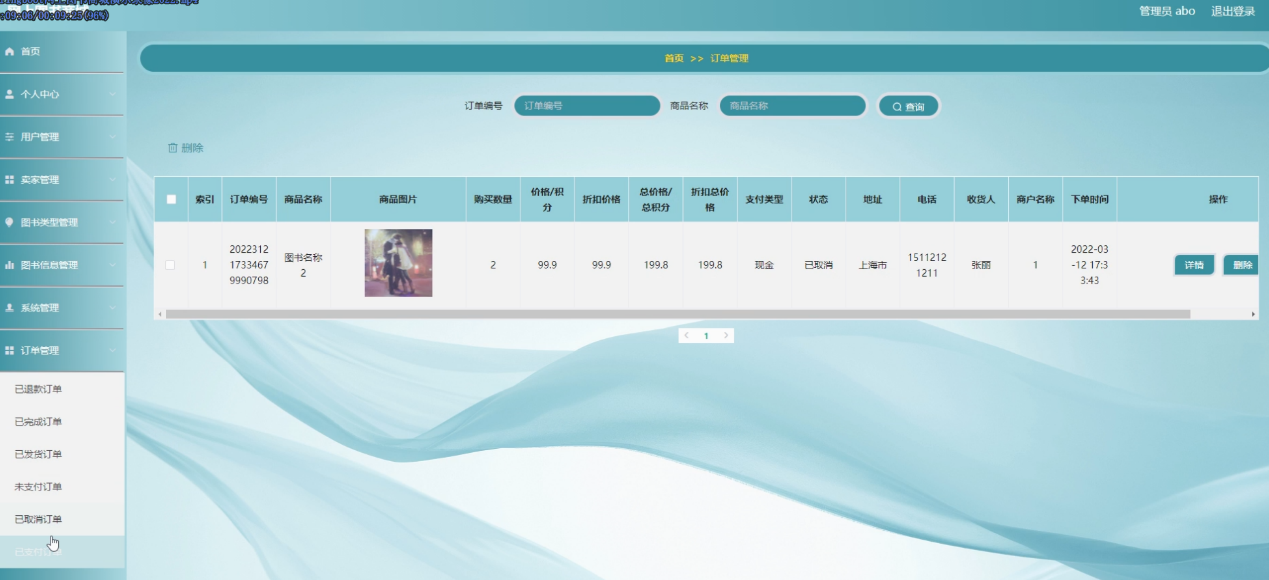 :09:06/00:09:25(96%)
管理员 abo 退出登录
首页
个人中心
用户管理
卖家管理
图书类型管理
图书信息管理
系统管理
订单管理
已退款订单
已完成订单
已发货订单
未支付订单
已取消订单
首页 >> 订单管理
订单编号 订单编号 商品名称 商品名称 查询
删除
索引 订单编号 商品名称 商品图片 购买数量 价格/积分 折扣价格 总价格/总积分 折扣总价格 支付类型 状态 地址 电话 收货人 商户名称 下单时间 操作
1 202231217334679990798 图书名称2 2 99.9 99.9 199.8 199.8 现金 已取消 上海市 15112121211 张丽 1 2022-03-12 17:33:43 详情 删除
< 1 >